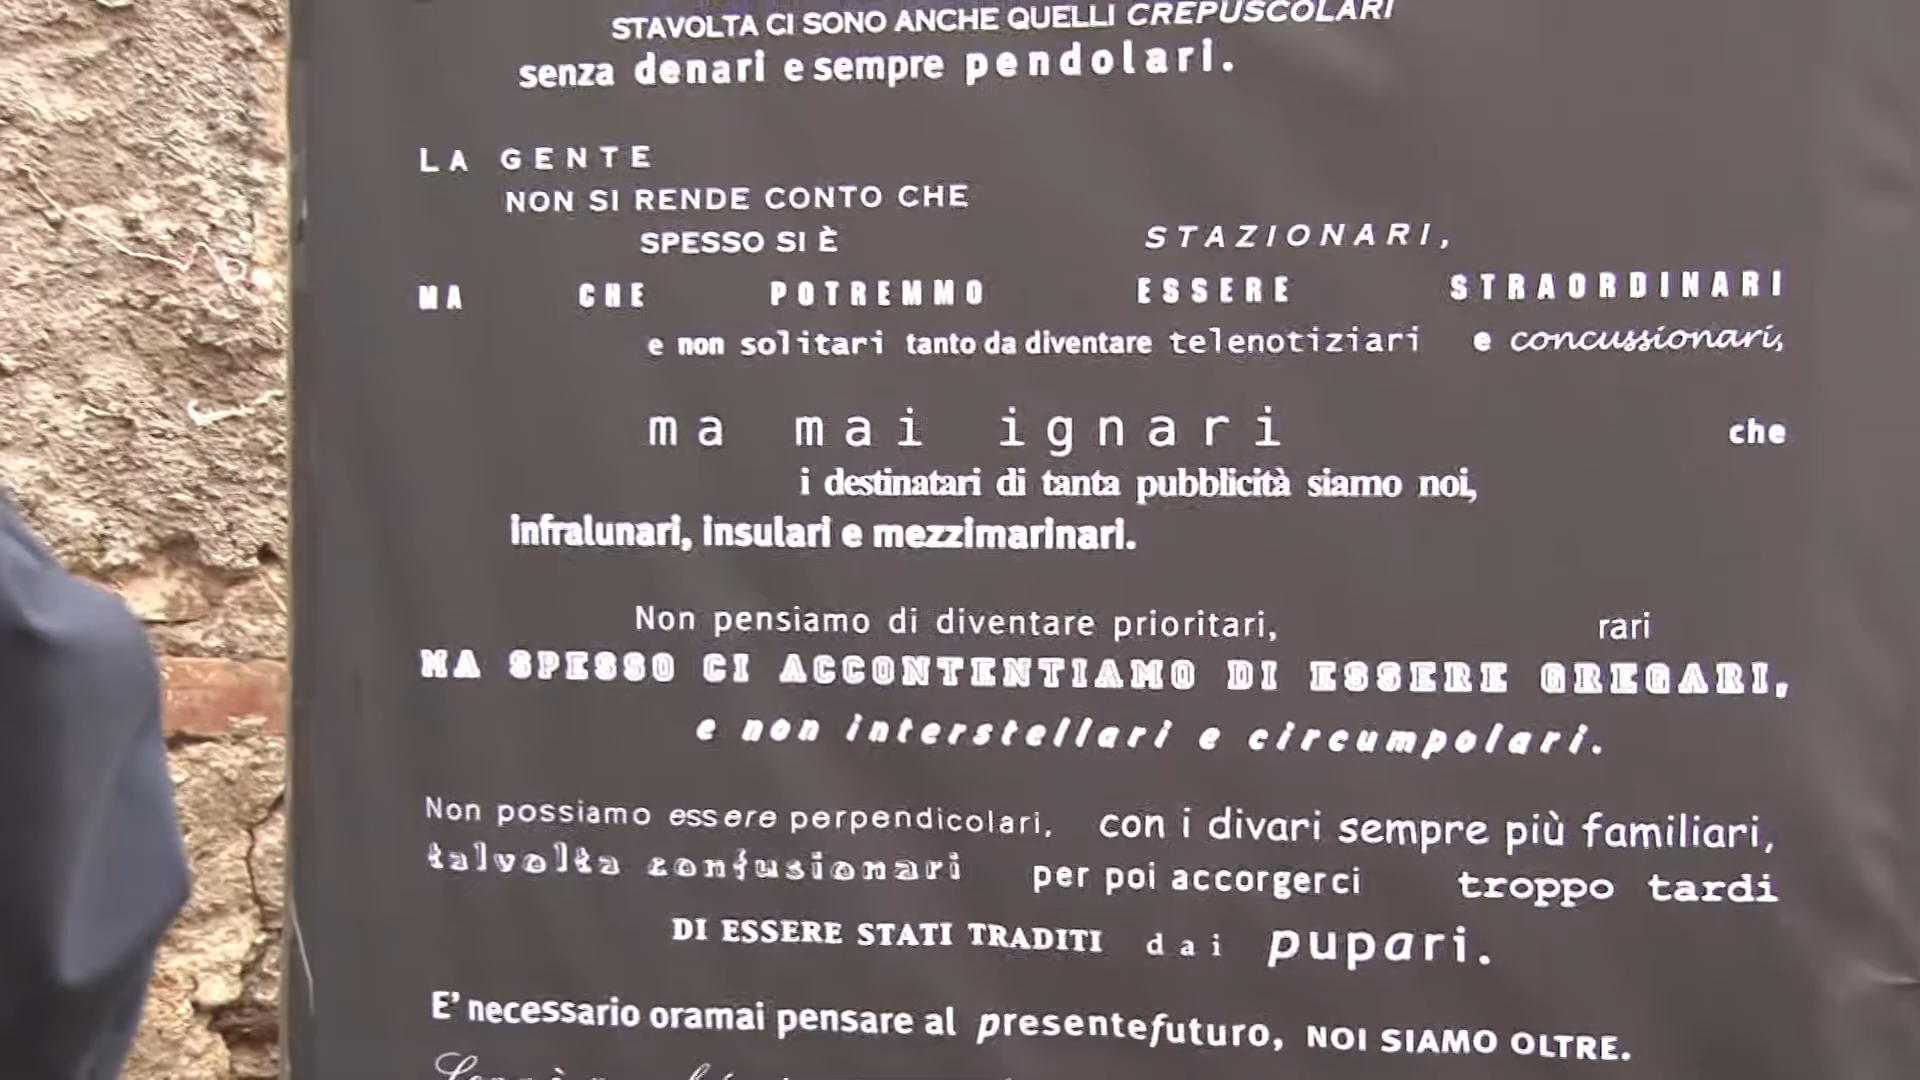 STAVOLTA CI SONO ANCHE QUELLI CREPUSCOLARI
senza denari e sempre pendolari.
LA GENTE
NON SI RENDE CONTO CHE
SPESSO SI È STAZIONARI,
MA CHE POTREMMO ESSERE STRAORDINARI
e non solitari tanto da diventare telenotiziari e concussionari,
ma mai ignari che
i destinatari di tanta pubblicità siamo noi,
infralunari, insulari e mezzimarinari.
Non pensiamo di diventare prioritari, rari
MA SPESSO CI ACCONTENTIAMO DI ESSERE GREGARI,
e non interstellari e circumpolari.
Non possiamo essere perpendicolari, con i divari sempre più familiari,
talvolta confusionari per poi accorgerci troppo tardi
DI ESSERE STATI TRADITI dai pupari.
E' necessario oramai pensare al presentefuturo, NOI SIAMO OLTRE.